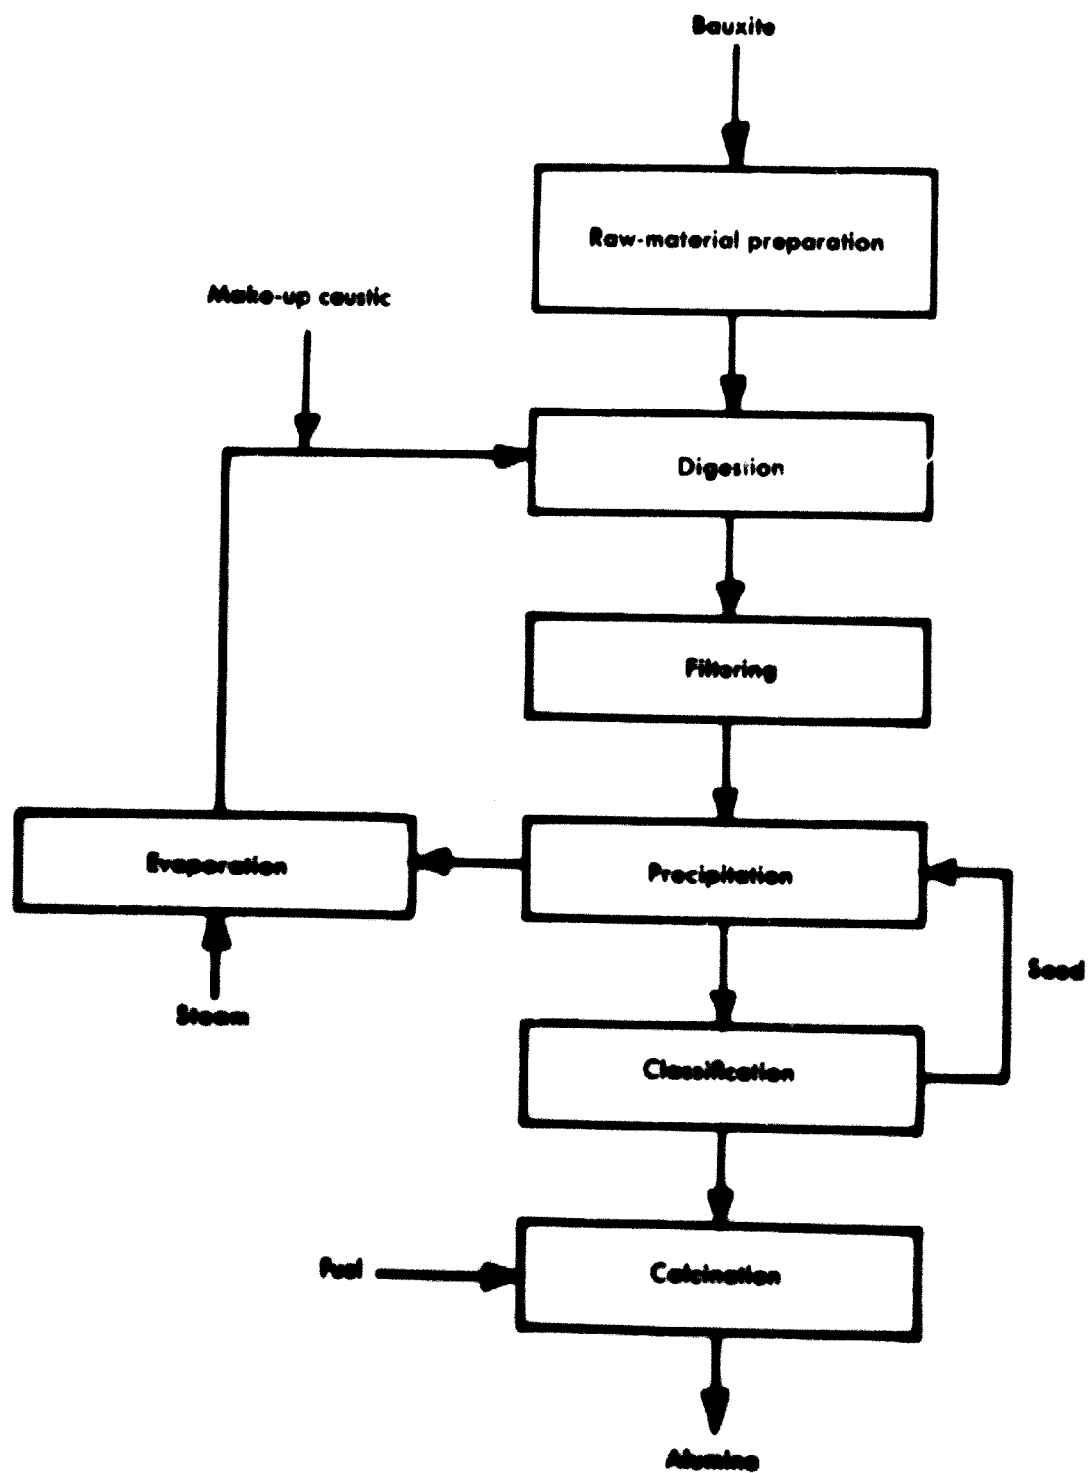 Bauxite
Raw-material preparation
Make-up caustic
Digestion
Filtering
Evaporation
Precipitation
Seed
Steam
Classification
Fuel
Calcination
Alumina